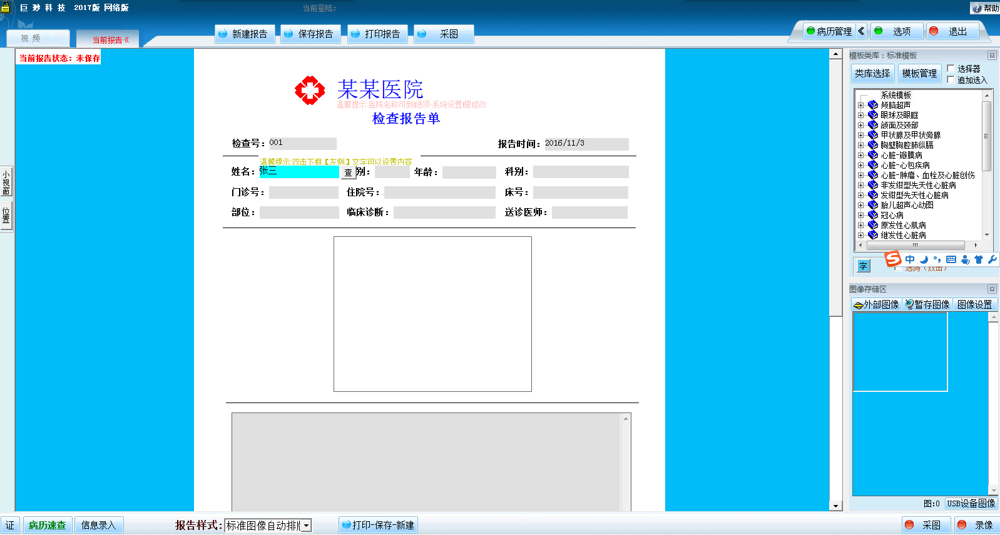 巨 渺 科 技 2017版 网络版
当前登陆:
帮助
视 频
当前报告《
新建报告
保存报告
打印报告
采图
病历管理
选项
退出
当前报告状态: 未保存
某某医院
温馨提示:医院名称可到选项-系统设置里修改
检查报告单
检查号: 001
报告时间: 2016/11/3
温馨提示:双击下框【左侧】文字可以设置内容
姓名: 张三
查
别:
年龄:
科别:
门诊号:
住院号:
床号:
部位:
临床诊断:
送诊医师:
小视窗
位置
模板类库:标准模板
类库选择
模板管理
选择器
追加选入
系统模板
颅脑超声
眼球及眼眶
颌面及颈部
甲状腺及甲状旁腺
胸壁胸腔肺纵膈
心脏-瓣膜病
心脏-心包疾病
心脏-肿瘤、血栓及心脏创伤
非发绀型先天性心脏病
发绀型先天性心脏病
胎儿超声心动图
冠心病
原发性心肌病
继发性心脏病
S 中
字
图像存储区
外部图像
暂存图像
图像设置
图:0
USB设备图像
证
病历速查
信息录入
报告样式:
标准图像自动排版
打印-保存-新建
采图
录像